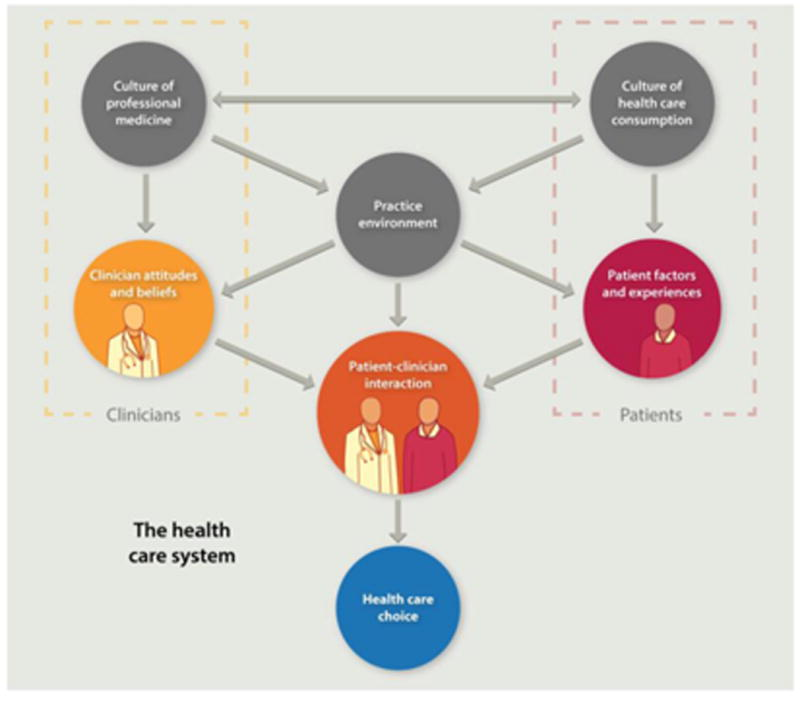 Culture of
professional
medicine
Culture of
health care
consumption
Practice
environment
Clinician attitudes
and beliefs
Patient factors
and experiences
Patient-clinician
interaction
Clinicians
Patients
The health
care system
Health care
choice